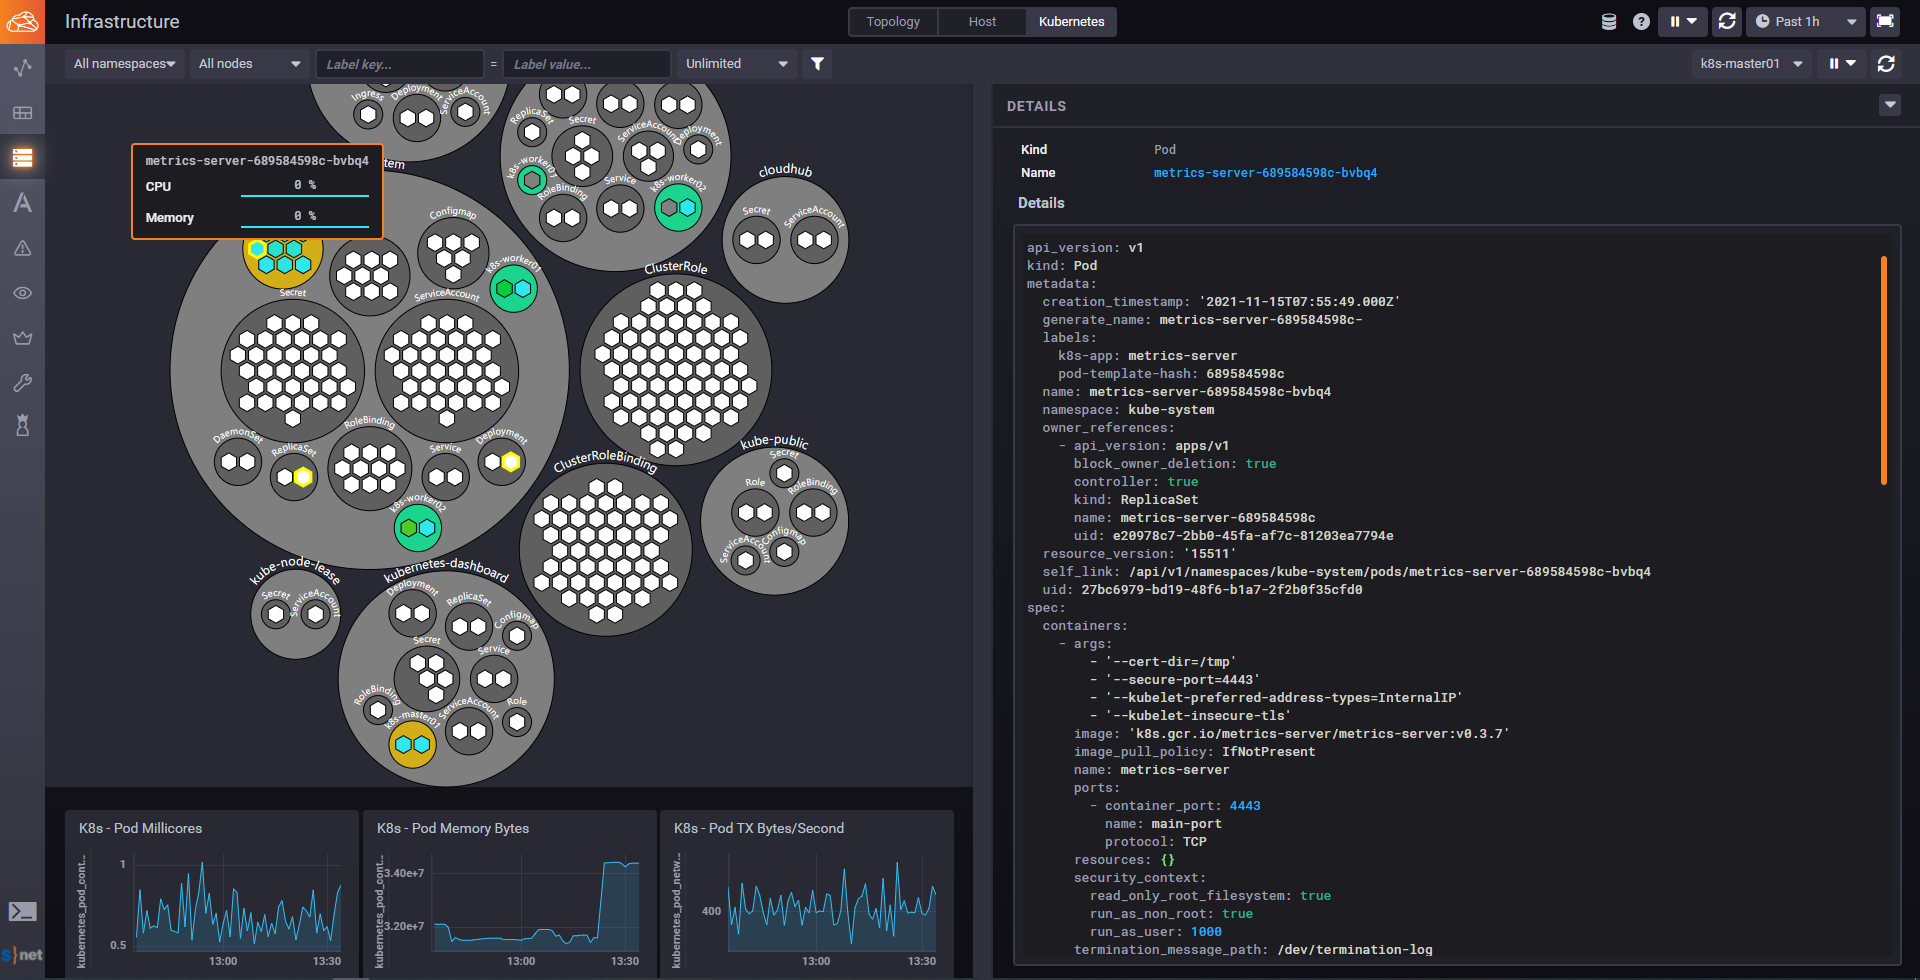 Infrastructure
Topology
Host
Kubernetes
Past 1h
All namespaces
All nodes
Label key...
=
Label value...
Unlimited
k8s-master01
Ingress
Deployment
ServiceAccount
ReplicaSet
Secret
ServiceAccount
Deployment
k8s-worker01
RoleBinding
Service
k8s-worker02
cloudhub
Secret
ServiceAccount
metrics-server-689584598c-bvbq4
CPU
0 %
Memory
0 %
tem
Configmap
k8s-worker01
Secret
ServiceAccount
DaemonSet
ReplicaSet
RoleBinding
Service
Deployment
k8s-worker02
ClusterRole
ClusterRoleBinding
kube-public
Secret
Role
RoleBinding
ServiceAccount
Configmap
kube-node-lease
Secret
ServiceAccount
kubernetes-dashboard
Deployment
ReplicaSet
Configmap
Secret
Service
RoleBinding
k8s-master01
ServiceAccount
Role
K8s - Pod Millicores
kubernetes_pod_cont...
1
0.5
13:00
13:30
K8s - Pod Memory Bytes
kubernetes_pod_cont...
3.40e+7
3.20e+7
13:00
13:30
K8s - Pod TX Bytes/Second
kubernetes_pod_netw...
400
13:00
13:30
DETAILS
Kind
Pod
Name
metrics-server-689584598c-bvbq4
Details
api_version: v1
kind: Pod
metadata:
creation_timestamp: '2021-11-15T07:55:49.000Z'
generate_name: metrics-server-689584598c-
labels:
k8s-app: metrics-server
pod-template-hash: 689584598c
name: metrics-server-689584598c-bvbq4
namespace: kube-system
owner_references:
- api_version: apps/v1
block_owner_deletion: true
controller: true
kind: ReplicaSet
name: metrics-server-689584598c
uid: e20978c7-2bb0-45fa-af7c-81203ea7794e
resource_version: '15511'
self_link: /api/v1/namespaces/kube-system/pods/metrics-server-689584598c-bvbq4
uid: 27bc6979-bd19-48f6-b1a7-2f2b0f35cfd0
spec:
containers:
- args:
- '--cert-dir=/tmp'
- '--secure-port=4443'
- '--kubelet-preferred-address-types=InternalIP'
- '--kubelet-insecure-tls'
image: 'k8s.gcr.io/metrics-server/metrics-server:v0.3.7'
image_pull_policy: IfNotPresent
name: metrics-server
ports:
- container_port: 4443
name: main-port
protocol: TCP
resources: {}
security_context:
read_only_root_filesystem: true
run_as_non_root: true
run_as_user: 1000
termination_message_path: /dev/termination-log